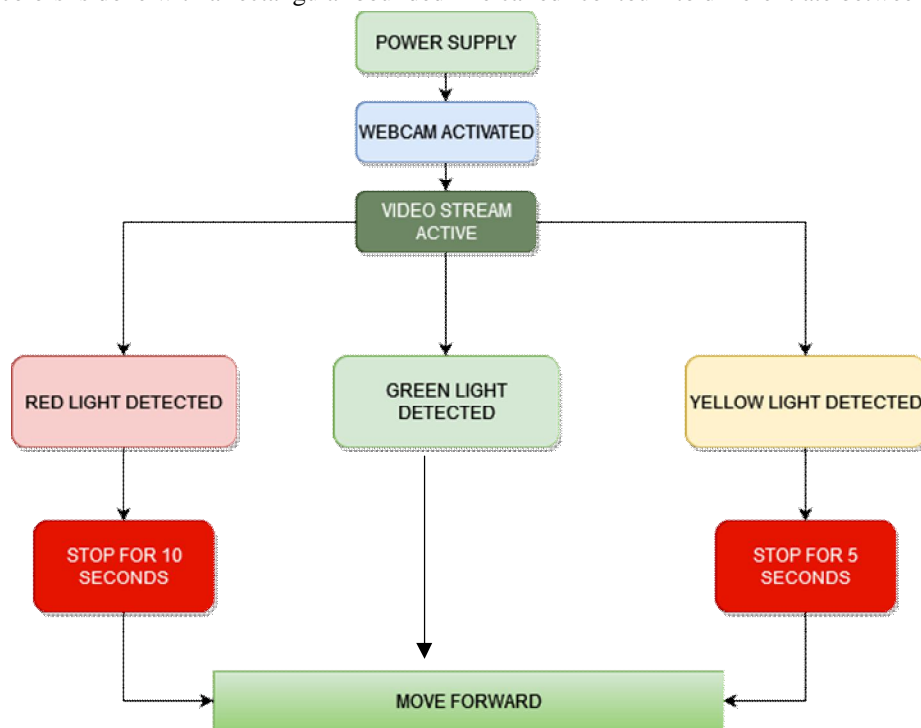 POWER SUPPLY
WEBCAM ACTIVATED
VIDEO STREAM
ACTIVE
RED LIGHT DETECTED
GREEN LIGHT
DETECTED
YELLOW LIGHT DETECTED
STOP FOR 10
SECONDS
STOP FOR 5
SECONDS
MOVE FORWARD